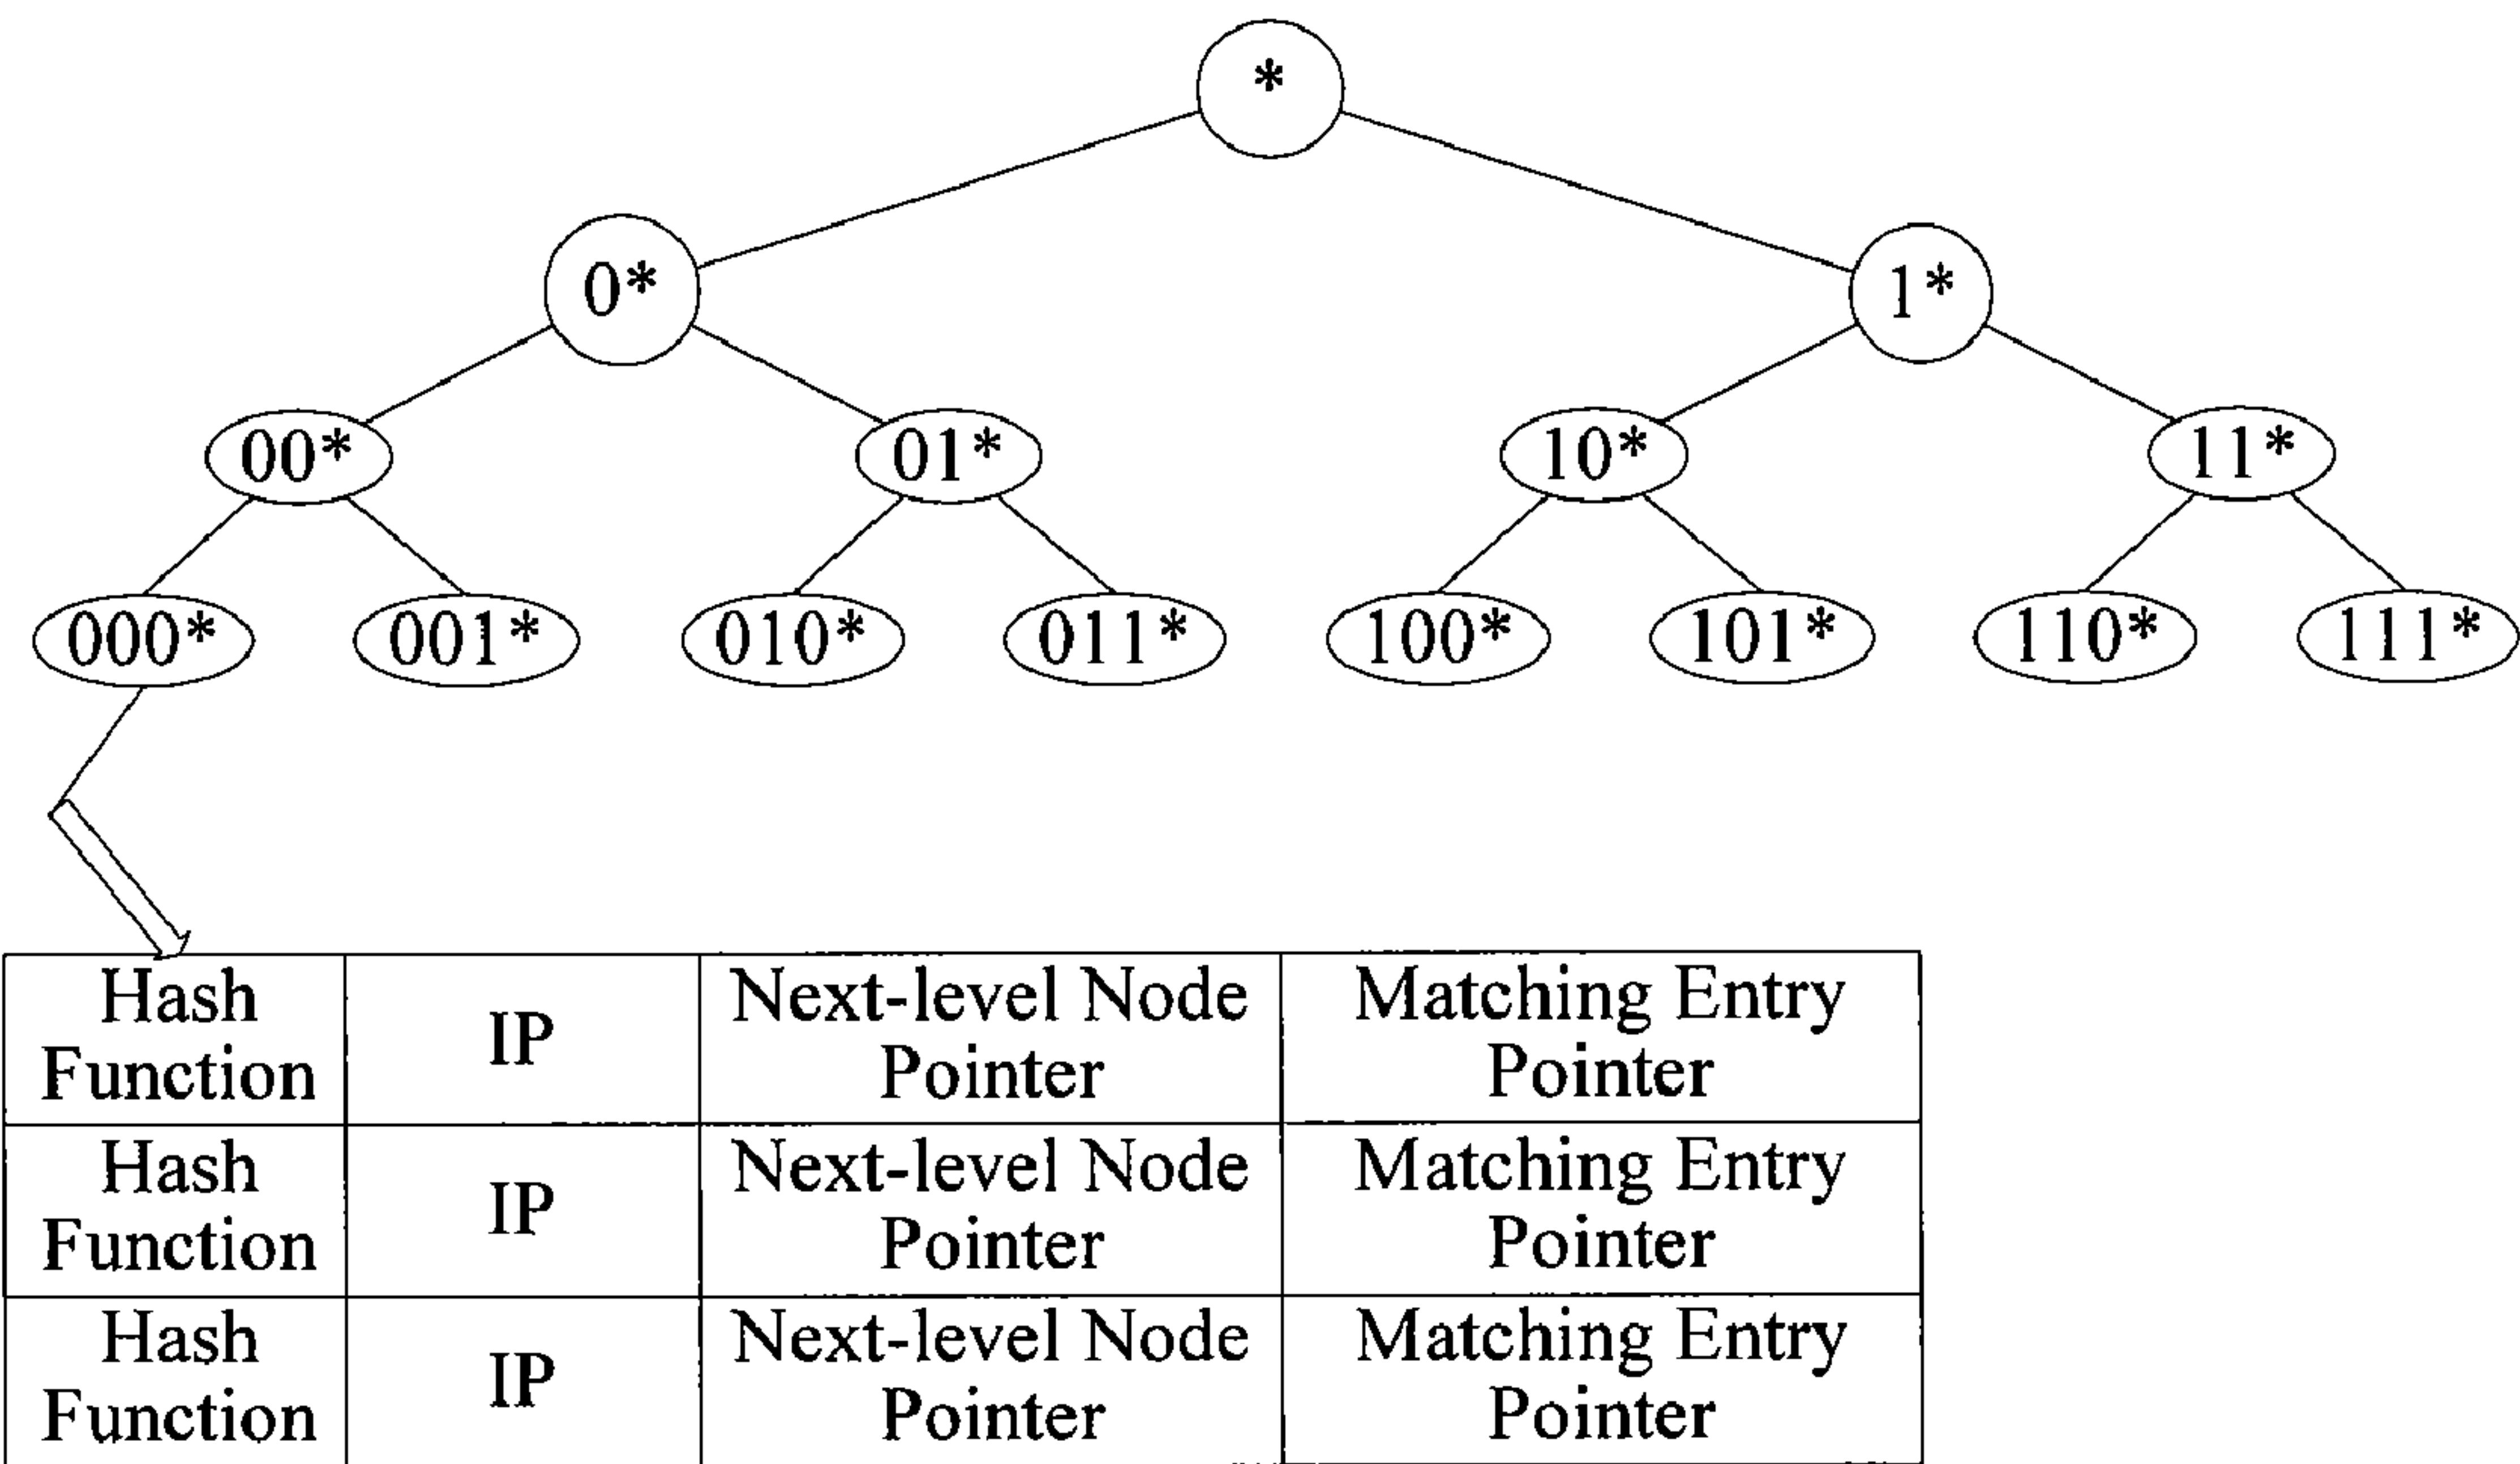 *
0* 1*
00* 01* 10* 11*
000* 001* 010* 011* 100* 101* 110* 111*
Hash Function IP Next-level Node Pointer Matching Entry Pointer
Hash Function IP Next-level Node Pointer Matching Entry Pointer
Hash Function IP Next-level Node Pointer Matching Entry Pointer